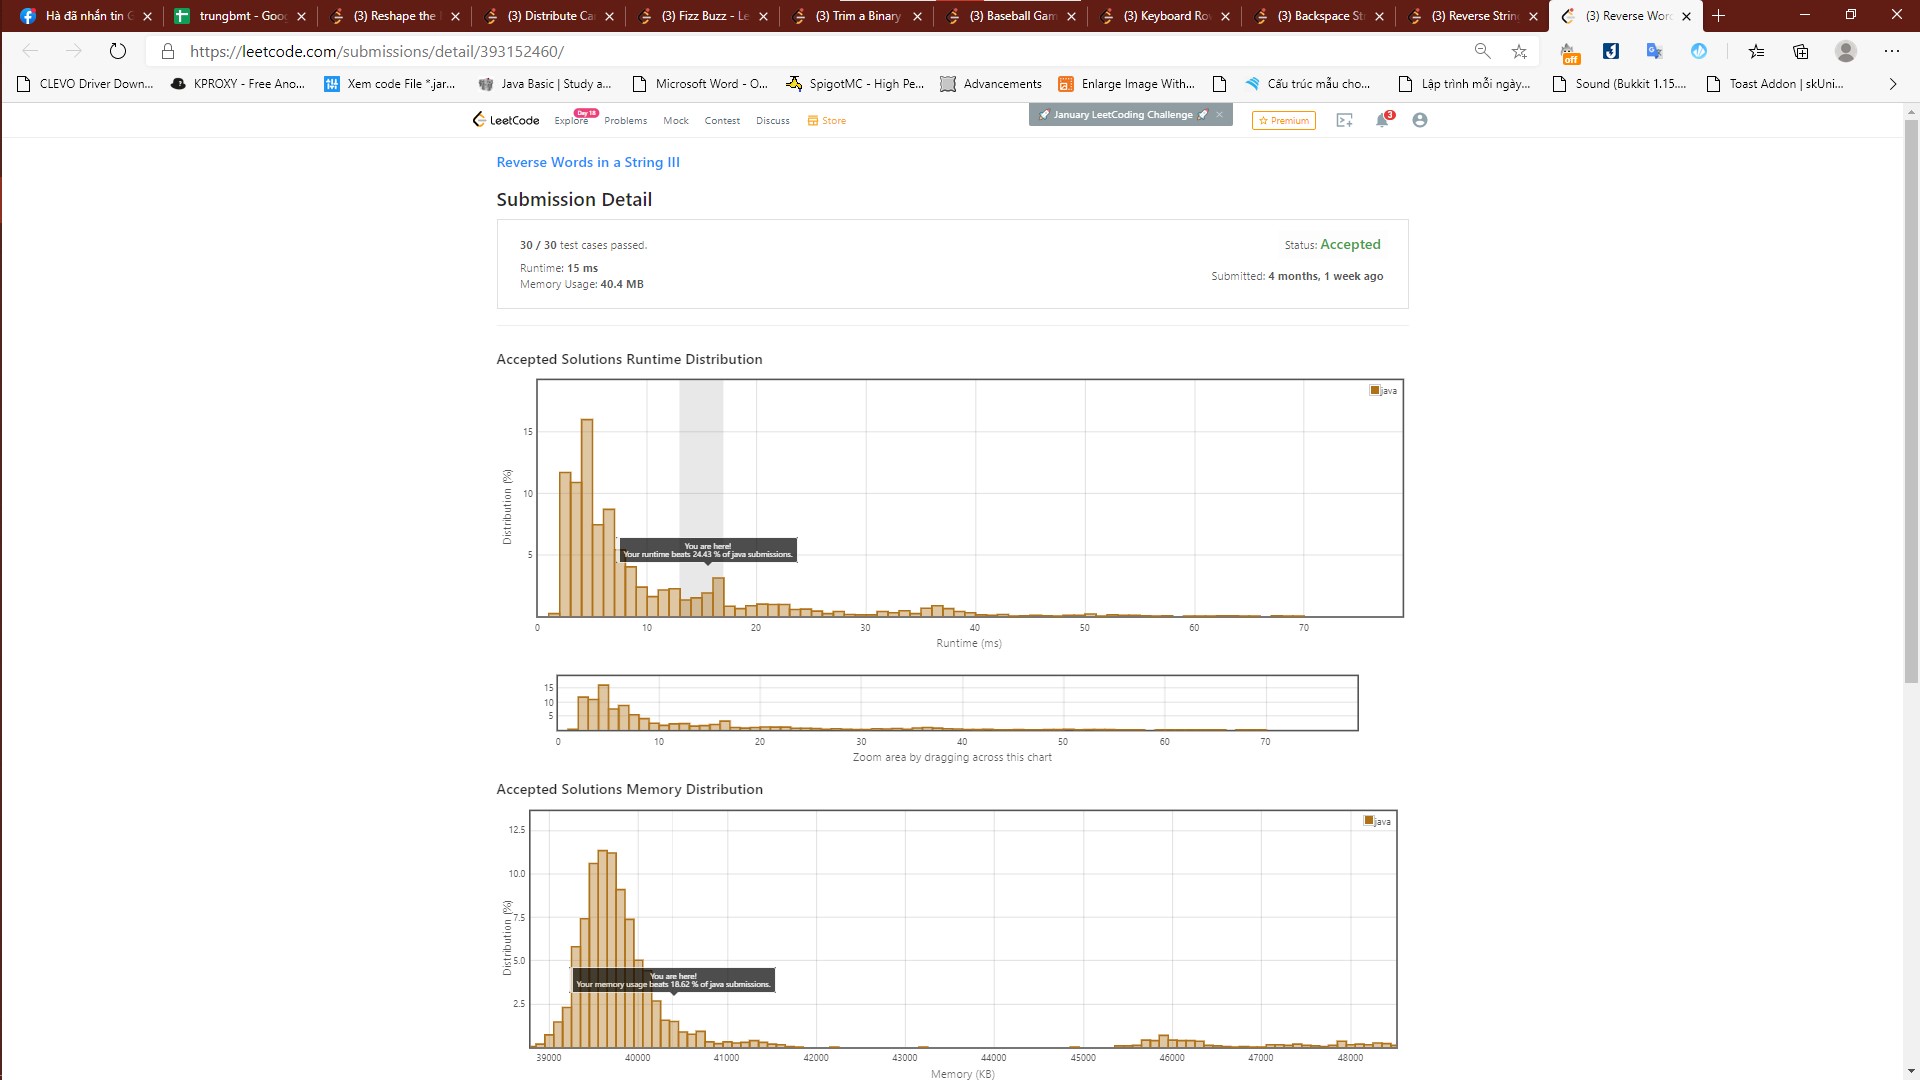 Hà đã nhắn tin
trungbmt - Goo
(3) Reshape the
(3) Distribute Ca
(3) Fizz Buzz - Le
(3) Trim a Binary
(3) Baseball Gam
(3) Keyboard Ro
(3) Backspace St
(3) Reverse Strin
(3) Reverse Word
https://leetcode.com/submissions/detail/393152460/
off
CLEVO Driver Down...
KPROXY - Free Ano...
Xem code File *.jar...
Java Basic | Study a...
Microsoft Word - O...
SpigotMC - High Pe...
Advancements
Enlarge Image With...
Cấu trúc mẫu cho...
Lập trình mỗi ngày...
Sound (Bukkit 1.15....
Toast Addon | skUni...
LeetCode
Explore
Day 18
Problems
Mock
Contest
Discuss
Store
January LeetCoding Challenge
Premium
3
Reverse Words in a String III
Submission Detail
30 / 30 test cases passed.
Status: Accepted
Runtime: 15 ms
Memory Usage: 40.4 MB
Submitted: 4 months, 1 week ago
Accepted Solutions Runtime Distribution
java
15
10
5
Distribution (%)
You are here!
Your runtime beats 24.43 % of java submissions.
0 10 20 30 40 50 60 70
Runtime (ms)
15
10
5
0 10 20 30 40 50 60 70
Zoom area by dragging across this chart
Accepted Solutions Memory Distribution
java
12.5
10.0
7.5
5.0
2.5
Distribution (%)
You are here!
Your memory usage beats 18.62 % of java submissions.
39000 40000 41000 42000 43000 44000 45000 46000 47000 48000
Memory (KB)